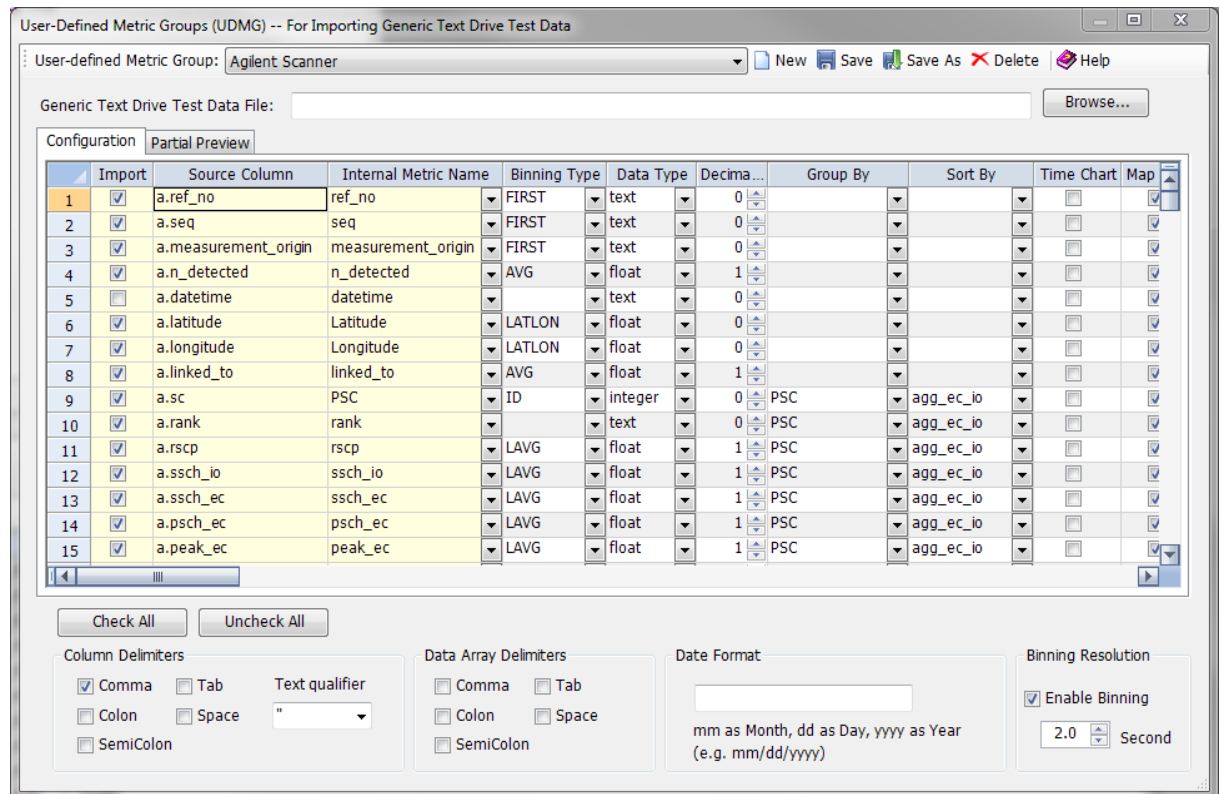 User-Defined Metric Groups (UDMG) -- For Importing Generic Text Drive Test Data
User-defined Metric Group: Agilent Scanner New Save Save As Delete Help
Generic Text Drive Test Data File: Browse...
Configuration Partial Preview
Import Source Column Internal Metric Name Binning Type Data Type Decima... Group By Sort By Time Chart Map
1 a.ref_no ref_no FIRST text 0
2 a.seq seq FIRST text 0
3 a.measurement_origin measurement_origin FIRST text 0
4 a.n_detected n_detected AVG float 1
5 a.datetime datetime text 0
6 a.latitude Latitude LATLON float 0
7 a.longitude Longitude LATLON float 0
8 a.linked_to linked_to AVG float 1
9 a.sc PSC ID integer 0 PSC agg_ec_io
10 a.rank rank text 0 PSC agg_ec_io
11 a.rscp rscp LAVG float 1 PSC agg_ec_io
12 a.ssch_io ssch_io LAVG float 1 PSC agg_ec_io
13 a.ssch_ec ssch_ec LAVG float 1 PSC agg_ec_io
14 a.psch_ec psch_ec LAVG float 1 PSC agg_ec_io
15 a.peak_ec peak_ec LAVG float 1 PSC agg_ec_io
Check All Uncheck All
Column Delimiters
Comma Tab Text qualifier
Colon Space "
SemiColon
Data Array Delimiters
Comma Tab
Colon Space
SemiColon
Date Format
mm as Month, dd as Day, yyyy as Year
(e.g. mm/dd/yyyy)
Binning Resolution
Enable Binning
2.0 Second